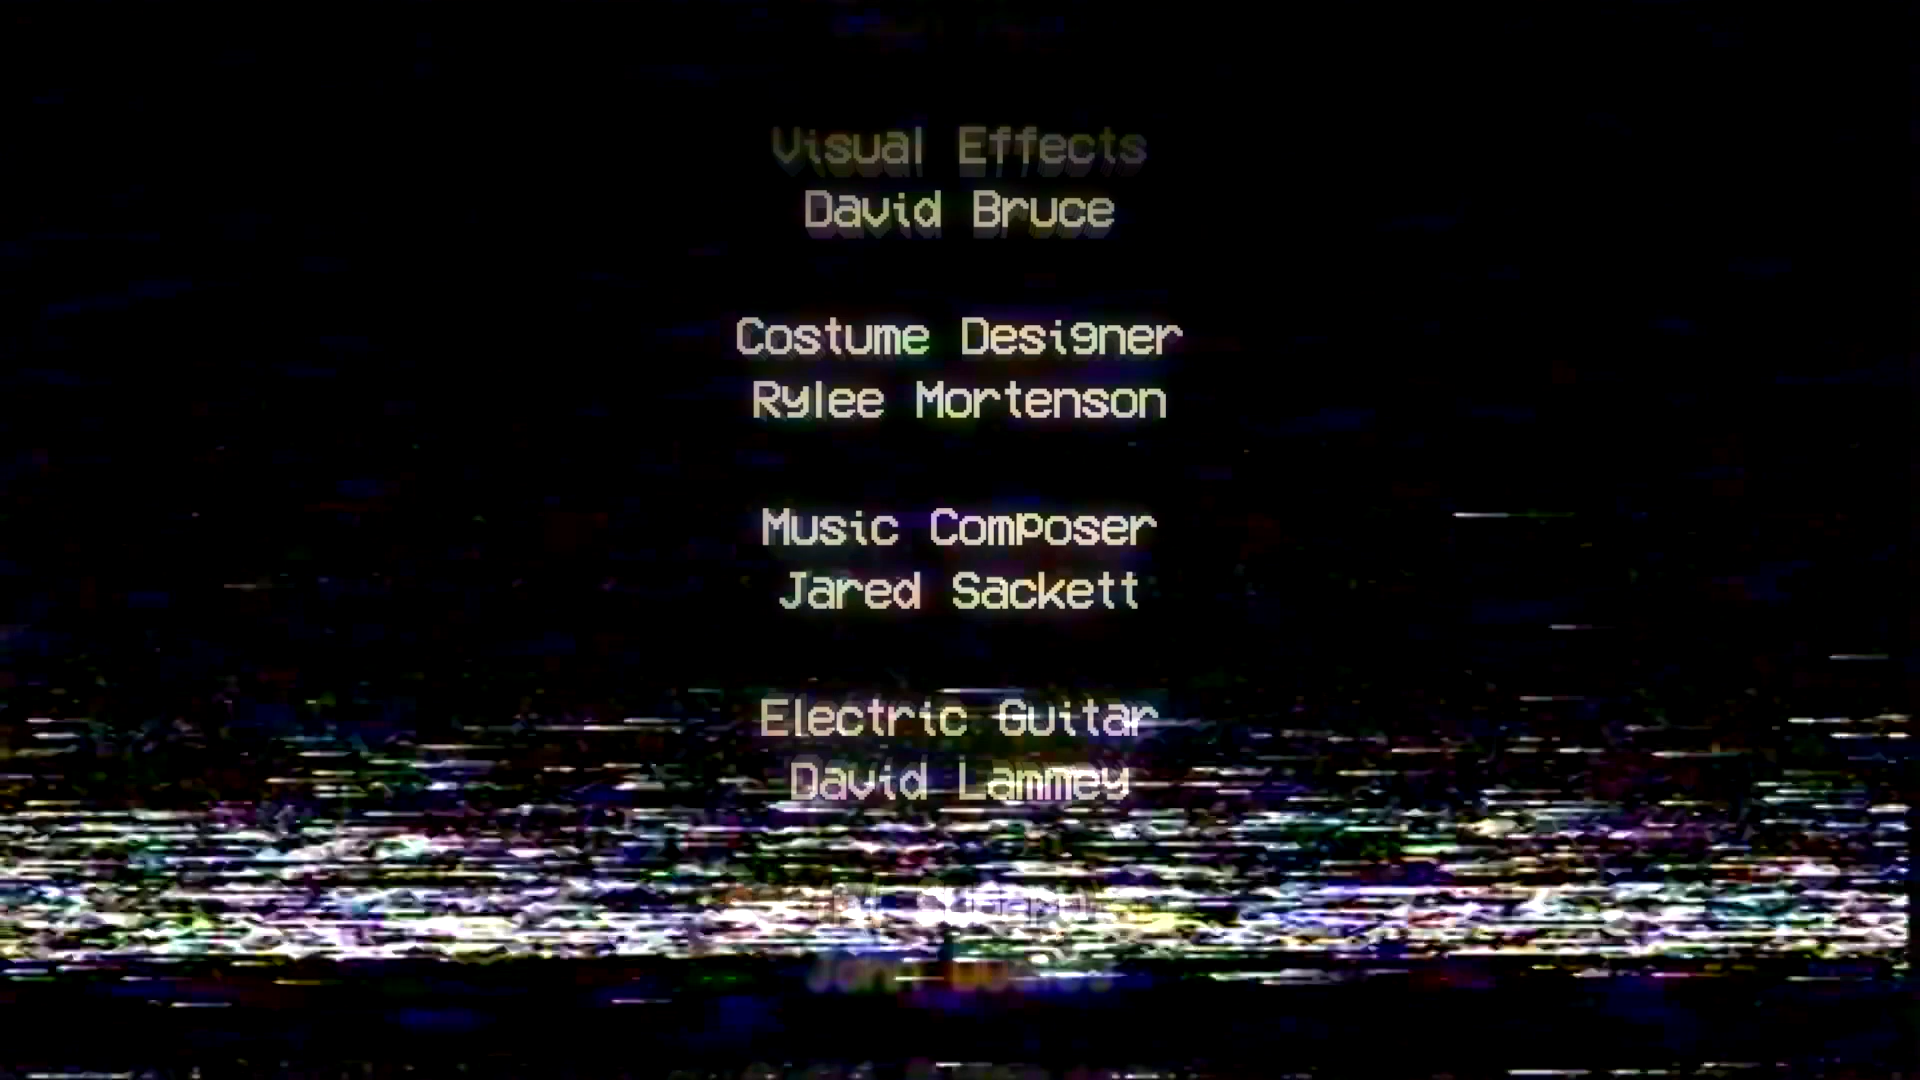 Visual Effects
David Bruce
Costume Designer
Rylee Mortenson
Music Composer
Jared Sackett
Electric Guitar
David Lammey